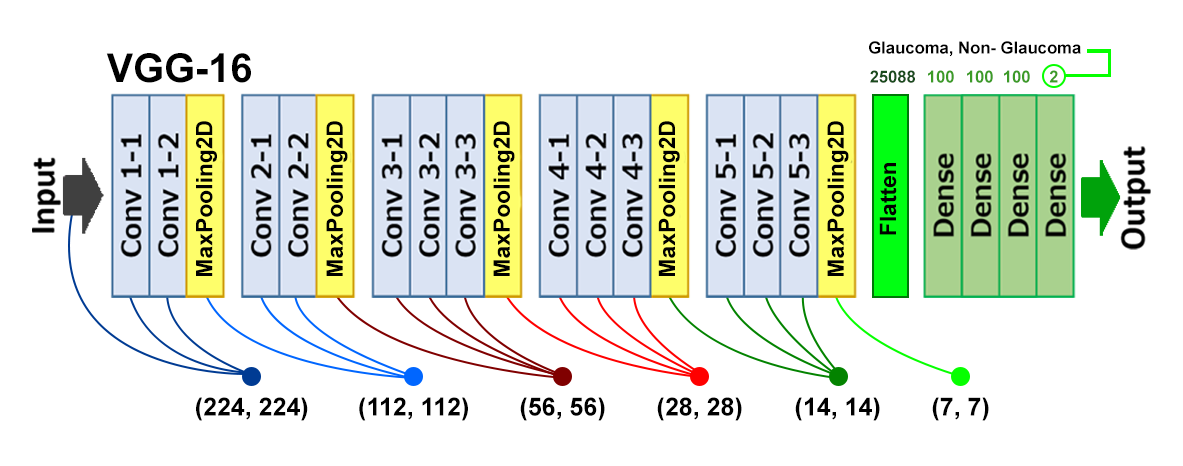 Glaucoma, Non- Glaucoma
VGG-16
25088 100 100 100 2
Input
Conv 1-1
Conv 1-2
MaxPooling2D
Conv 2-1
Conv 2-2
MaxPooling2D
Conv 3-1
Conv 3-2
Conv 3-3
MaxPooling2D
Conv 4-1
Conv 4-2
Conv 4-3
MaxPooling2D
Conv 5-1
Conv 5-2
Conv 5-3
MaxPooling2D
Flatten
Dense
Dense
Dense
Dense
Output
(224, 224) (112, 112) (56, 56) (28, 28) (14, 14) (7, 7)